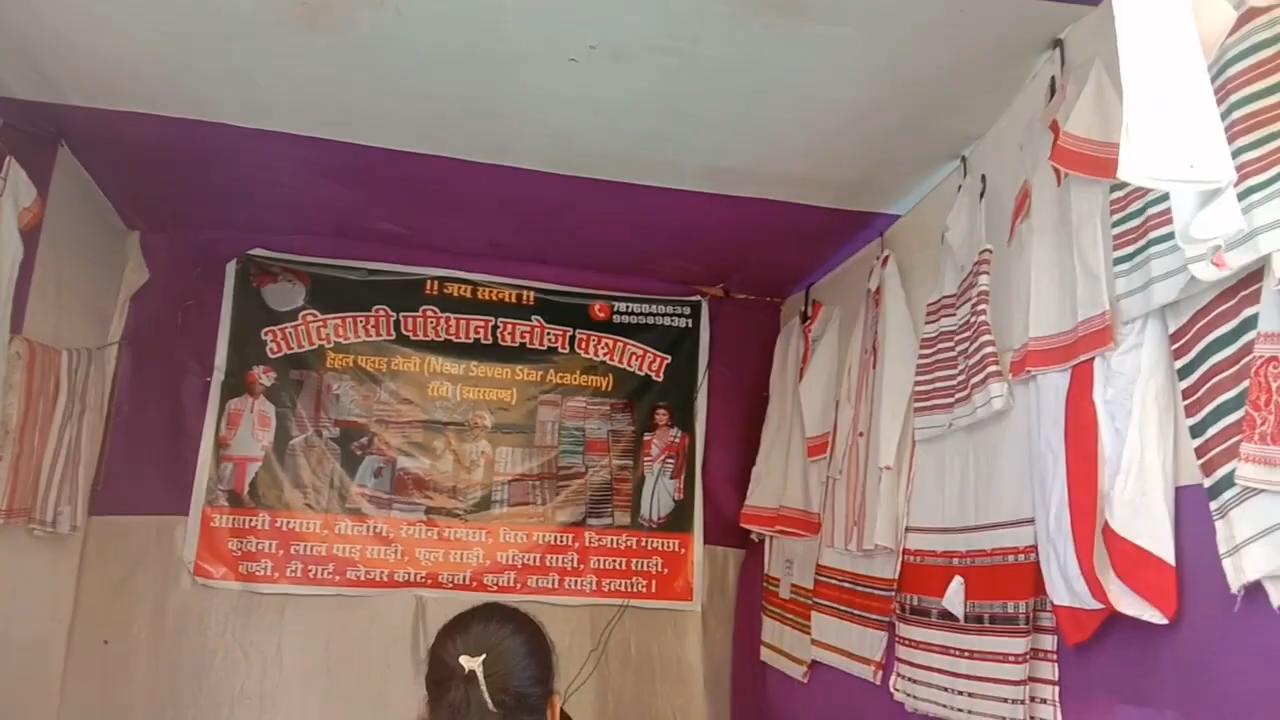 !! जय सरना !!
7876040839
9905898381
आदिवासी परिधान सनोज वस्त्रालय
हेहल पहाड़ टोली (Near Seven Star Academy)
राँची (झारखण्ड)
आसामी गमछा, तोलोंग, रंगीन गमछा, विरु गमछा, डिजाईन गमछा,
कुखेना, लाल पाड़ साड़ी, फूल साड़ी, पड़िया साड़ी, ठाठरा साड़ी,
बण्डी, टी शर्ट, ब्लेजर कोट, कुर्ता, कुर्ती, बच्ची साड़ी इत्यादि।